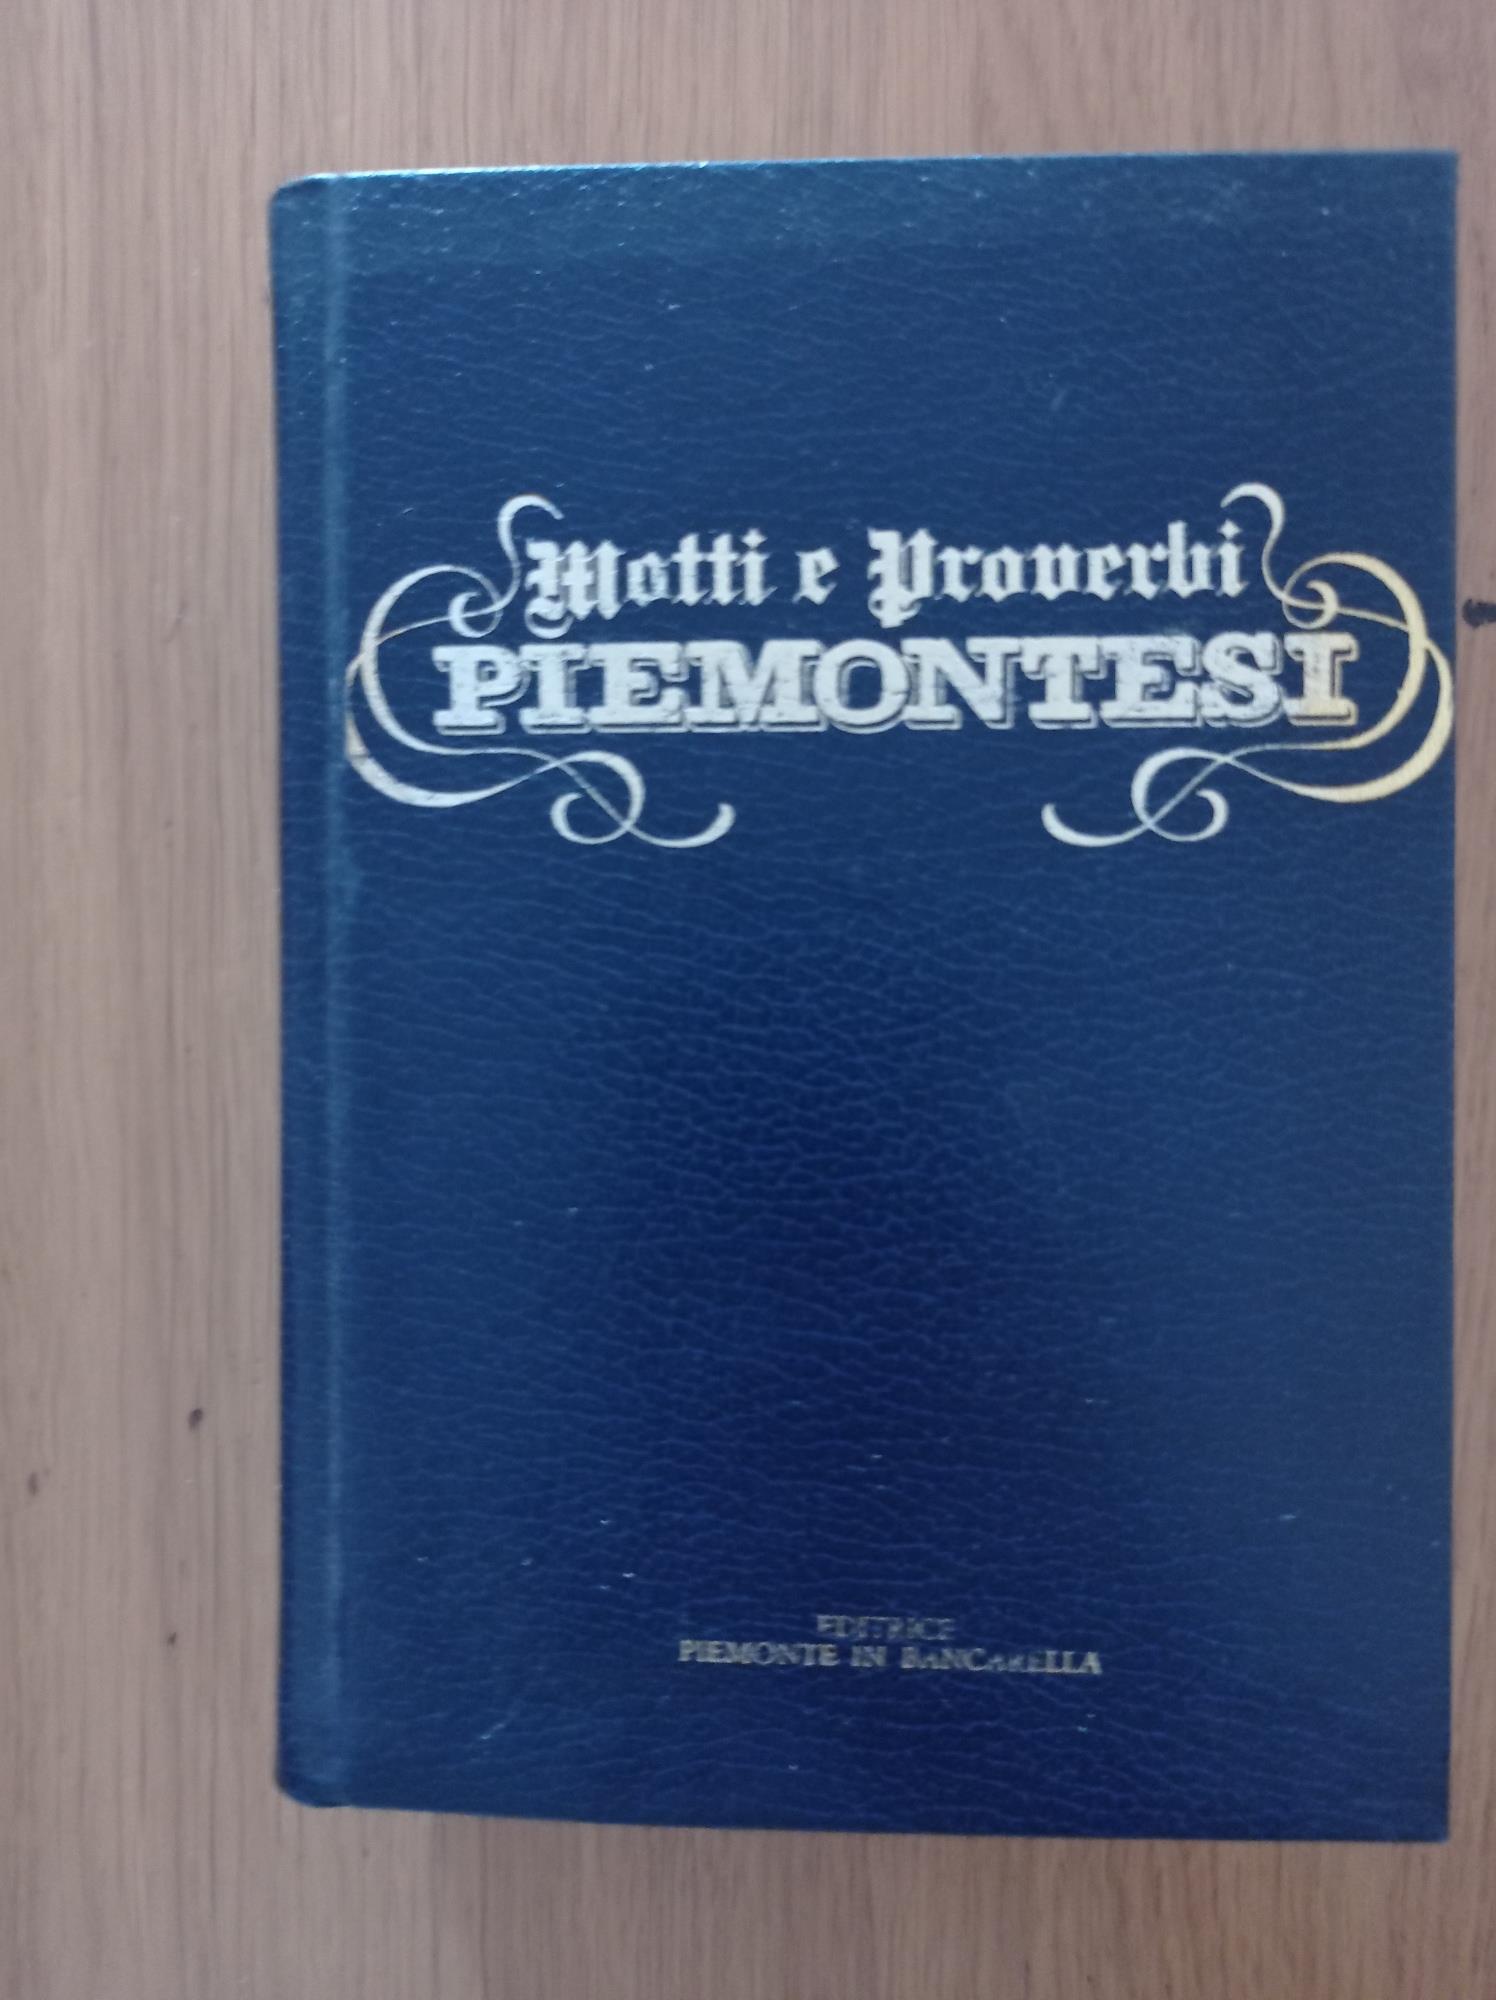 Motti e Proverbi
PIEMONTESI
EDITRICE
PIEMONTE IN BANCARELLA